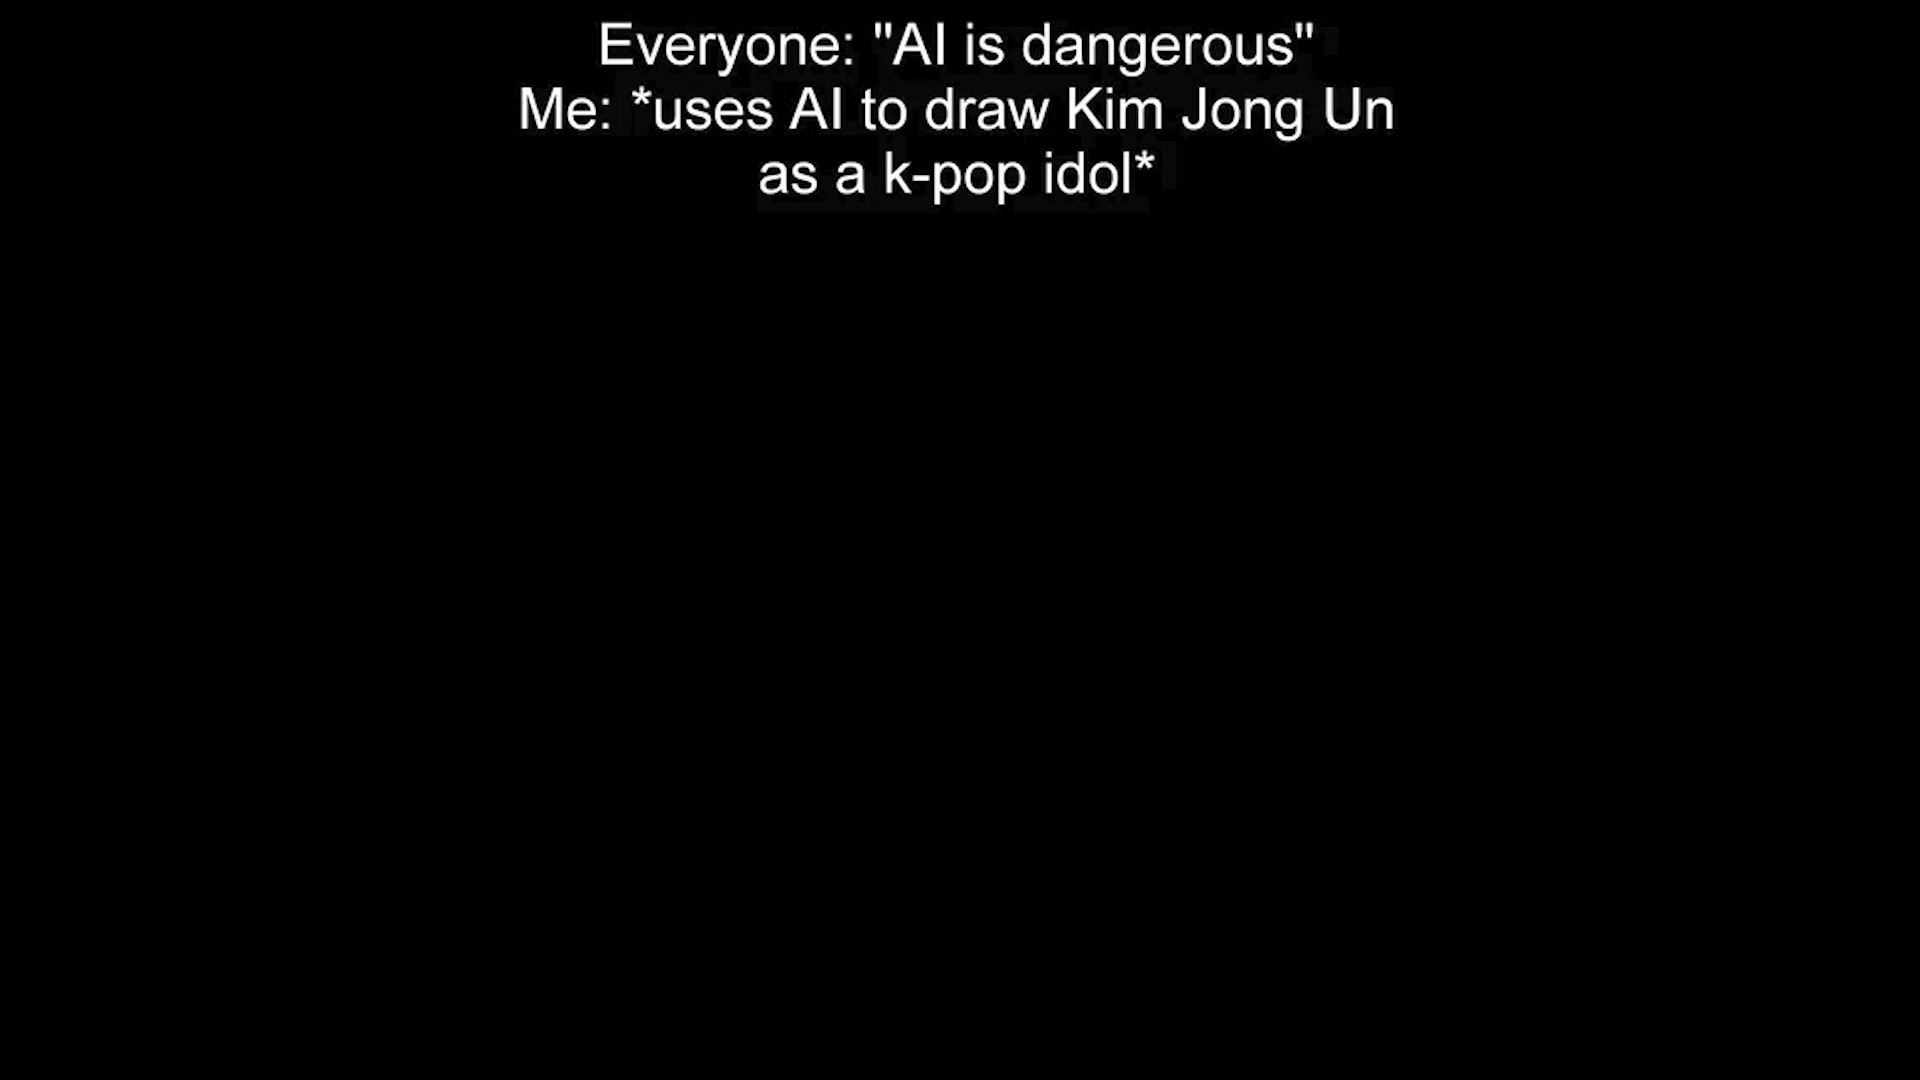 Everyone: "AI is dangerous"
Me: *uses AI to draw Kim Jong Un
as a k-pop idol*